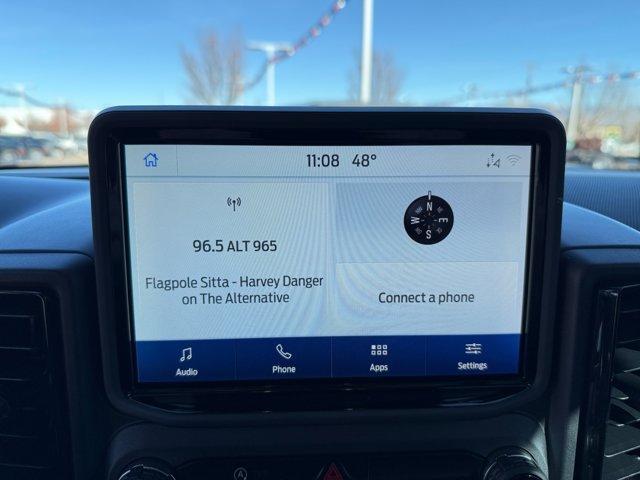 11:08 48°
96.5 ALT 965
Flagpole Sitta - Harvey Danger
on The Alternative
N
W E
S
Connect a phone
Audio Phone Apps Settings
A